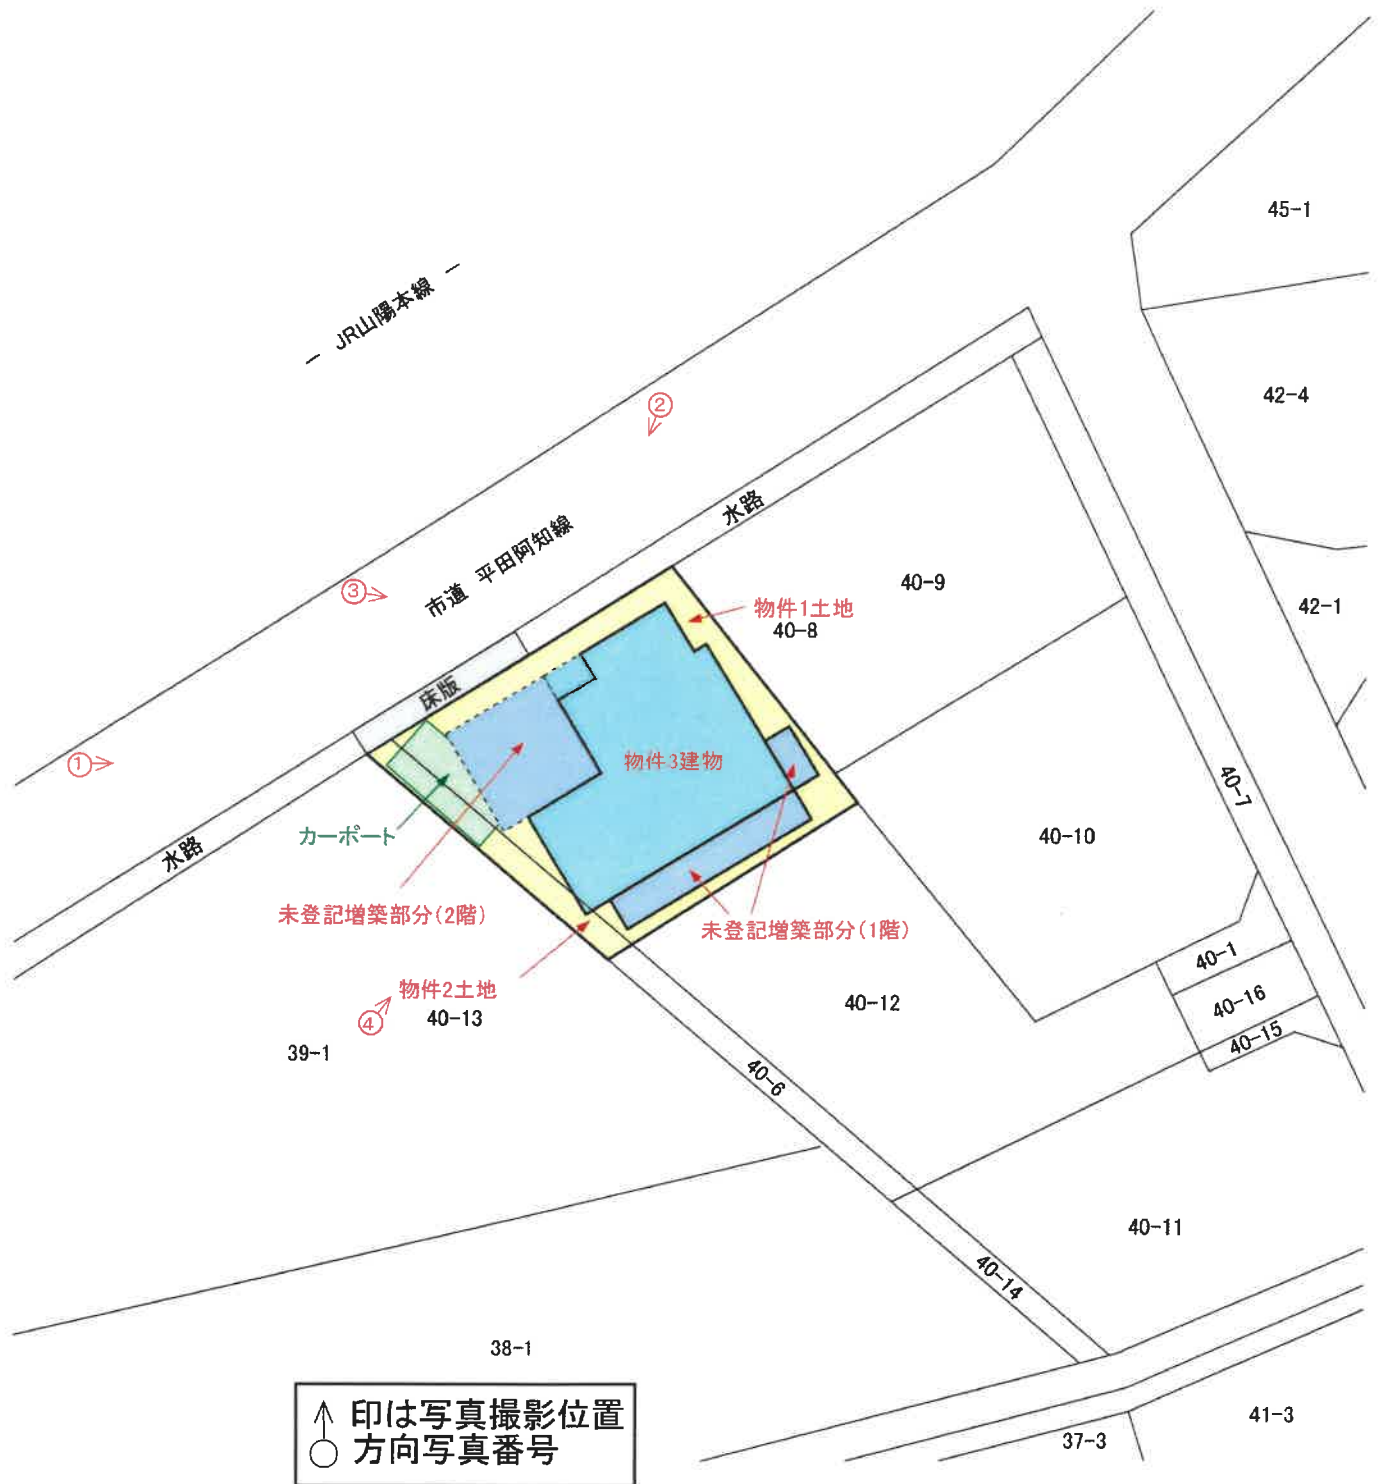 45-1
― JR山陽本線 ―
42-4
②
水路
市道 平田阿知線
③
40-9
42-1
物件1土地
40-8
床版
①
物件3建物
40-7
カーポート
40-10
水路
未登記増築部分(2階)
未登記増築部分(1階)
40-1
物件2土地
40-16
④
40-13
40-12
40-15
39-1
40-6
40-11
40-14
38-1
↑ 印は写真撮影位置
○ 方向写真番号
41-3
37-3